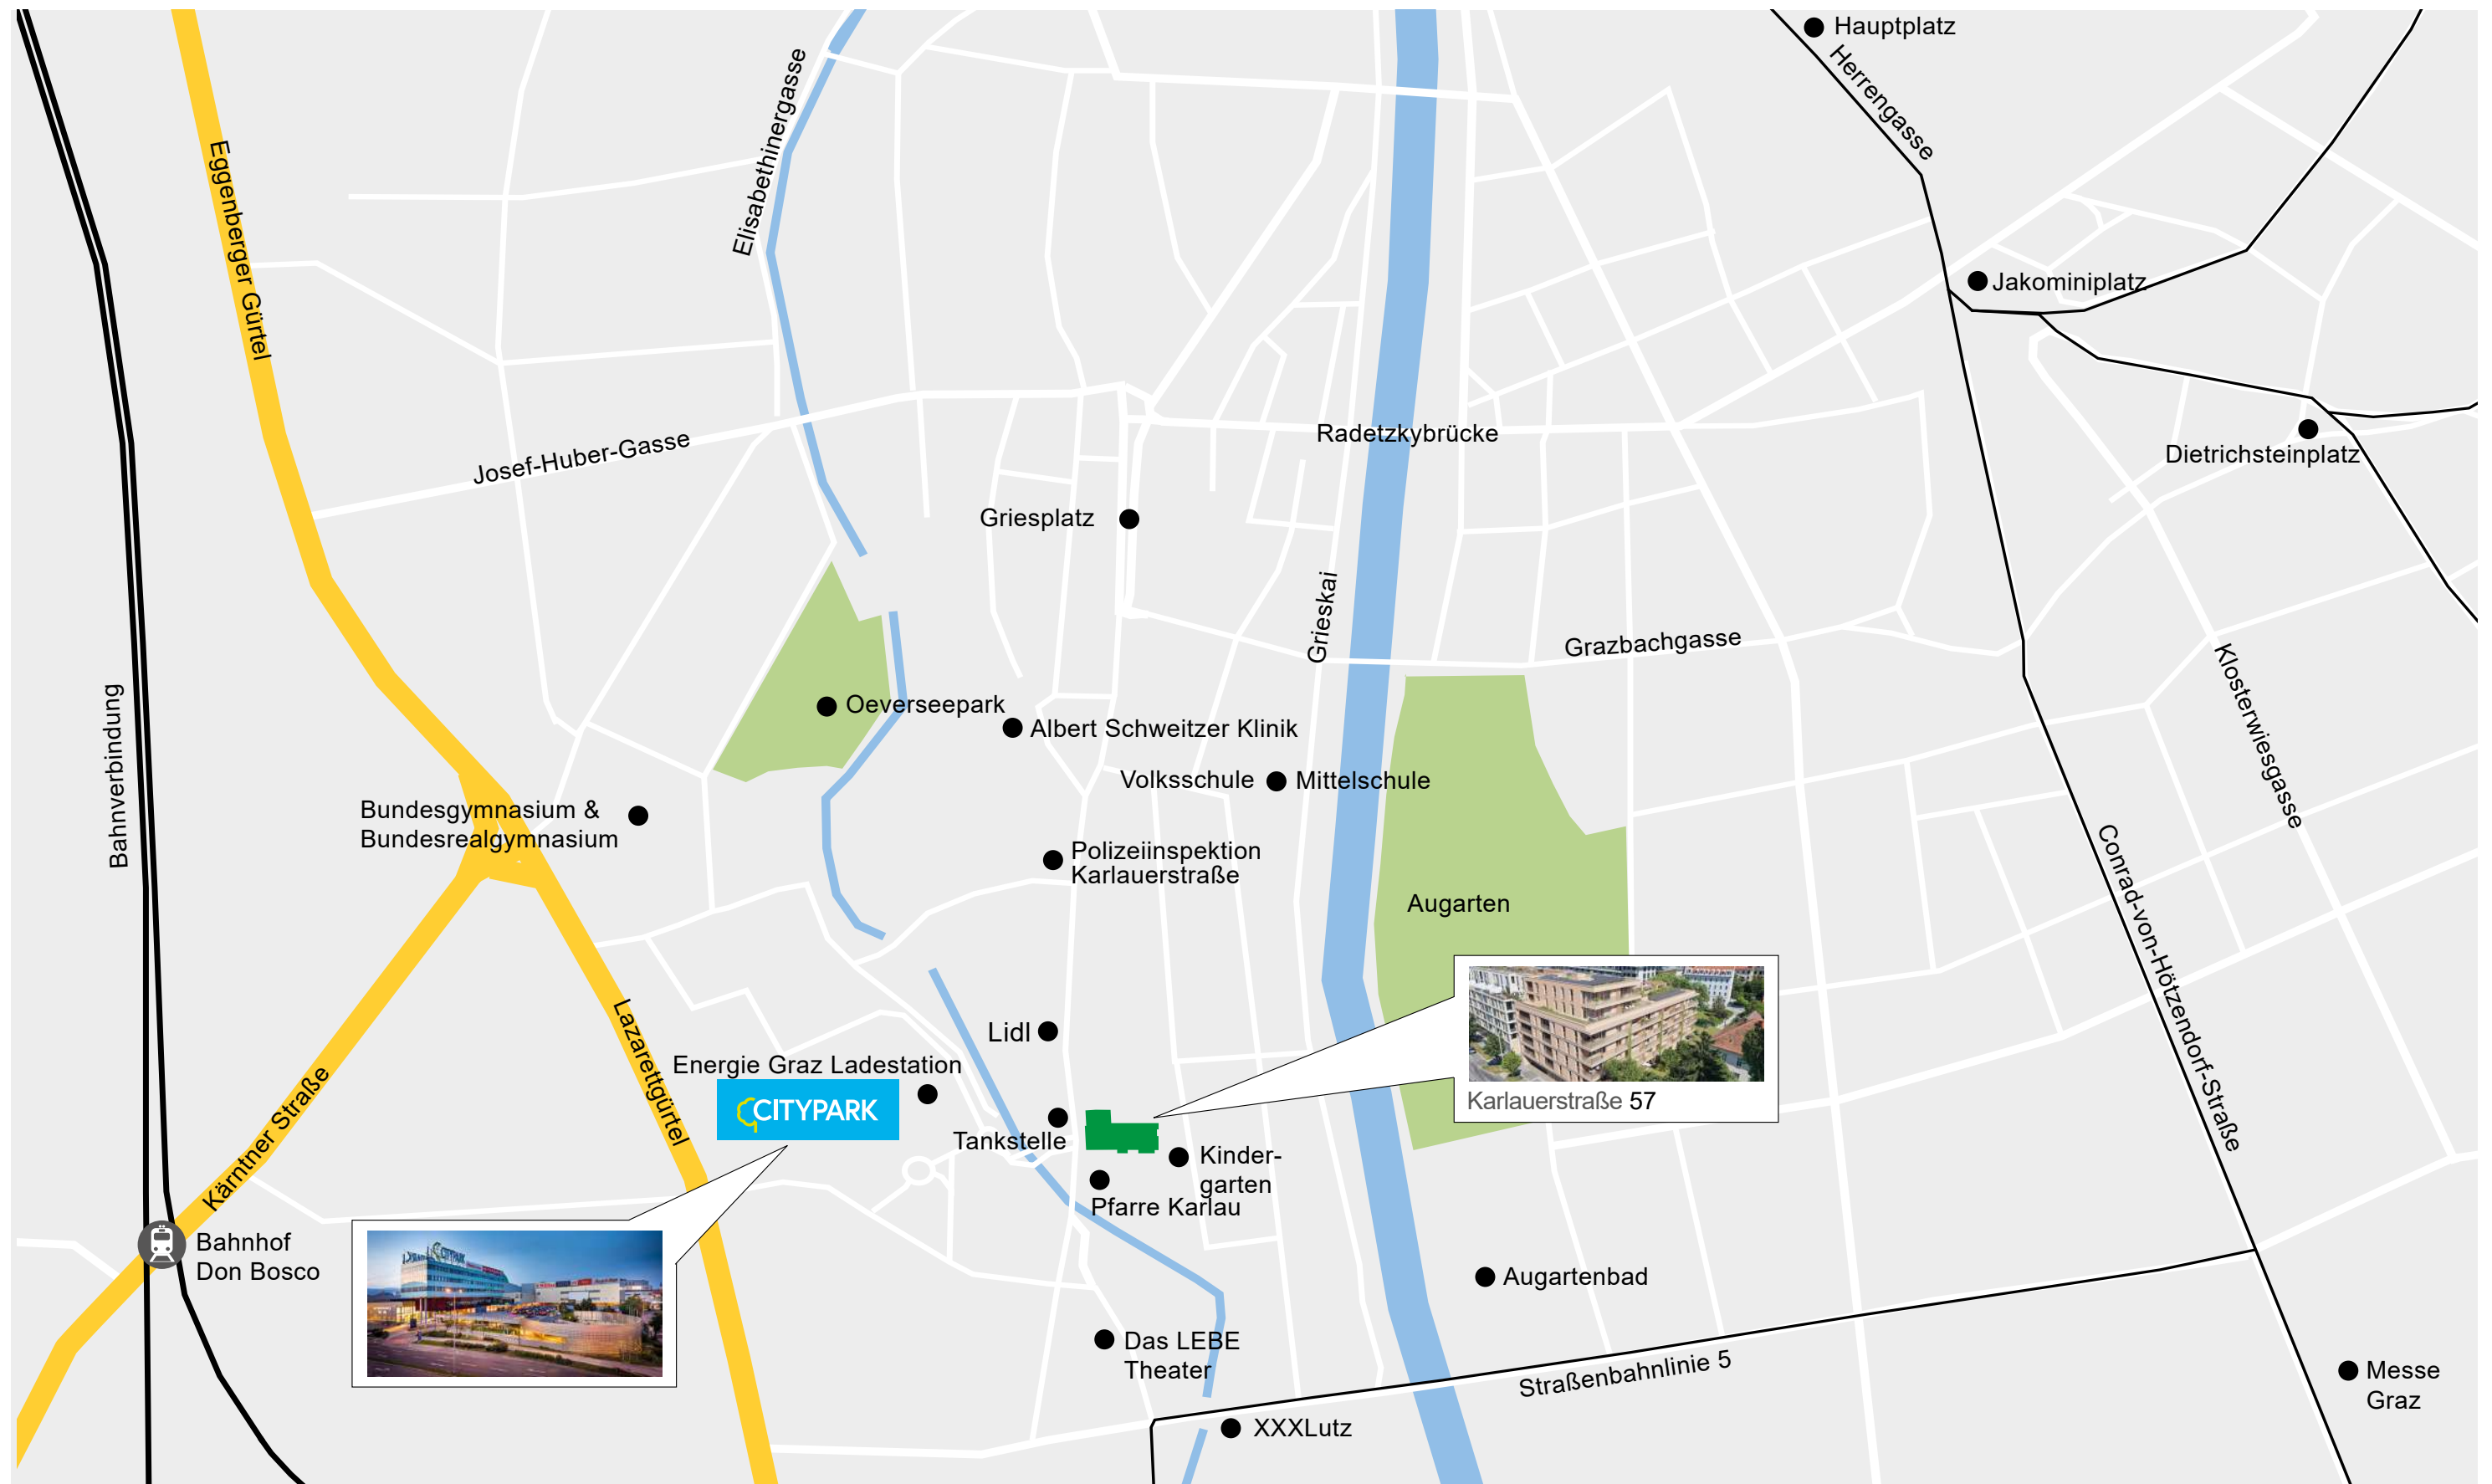 Hauptplatz
Herrengasse
Elisabethinergasse
Eggenberger Gürtel
Jakominiplatz
Josef-Huber-Gasse
Radetzkybrücke
Dietrichsteinplatz
Griesplatz
Grieskai
Grazbachgasse
Klosterwiesgasse
Oeverseepark
Albert Schweitzer Klinik
Bahnverbindung
Volksschule
Mittelschule
Bundesgymnasium &
Bundesrealgymnasium
Polizeiinspektion
Karlauerstraße
Augarten
Conrad-von-Hötzendorf-Straße
Lazarettgürtel
Lidl
Energie Graz Ladestation
CITYPARK
Kärntner Straße
Karlauerstraße 57
Tankstelle
Kinder-
garten
Pfarre Karlau
Bahnhof
Don Bosco
CITYPARK
Augartenbad
Das LEBE
Theater
Straßenbahnlinie 5
Messe
Graz
XXXLutz